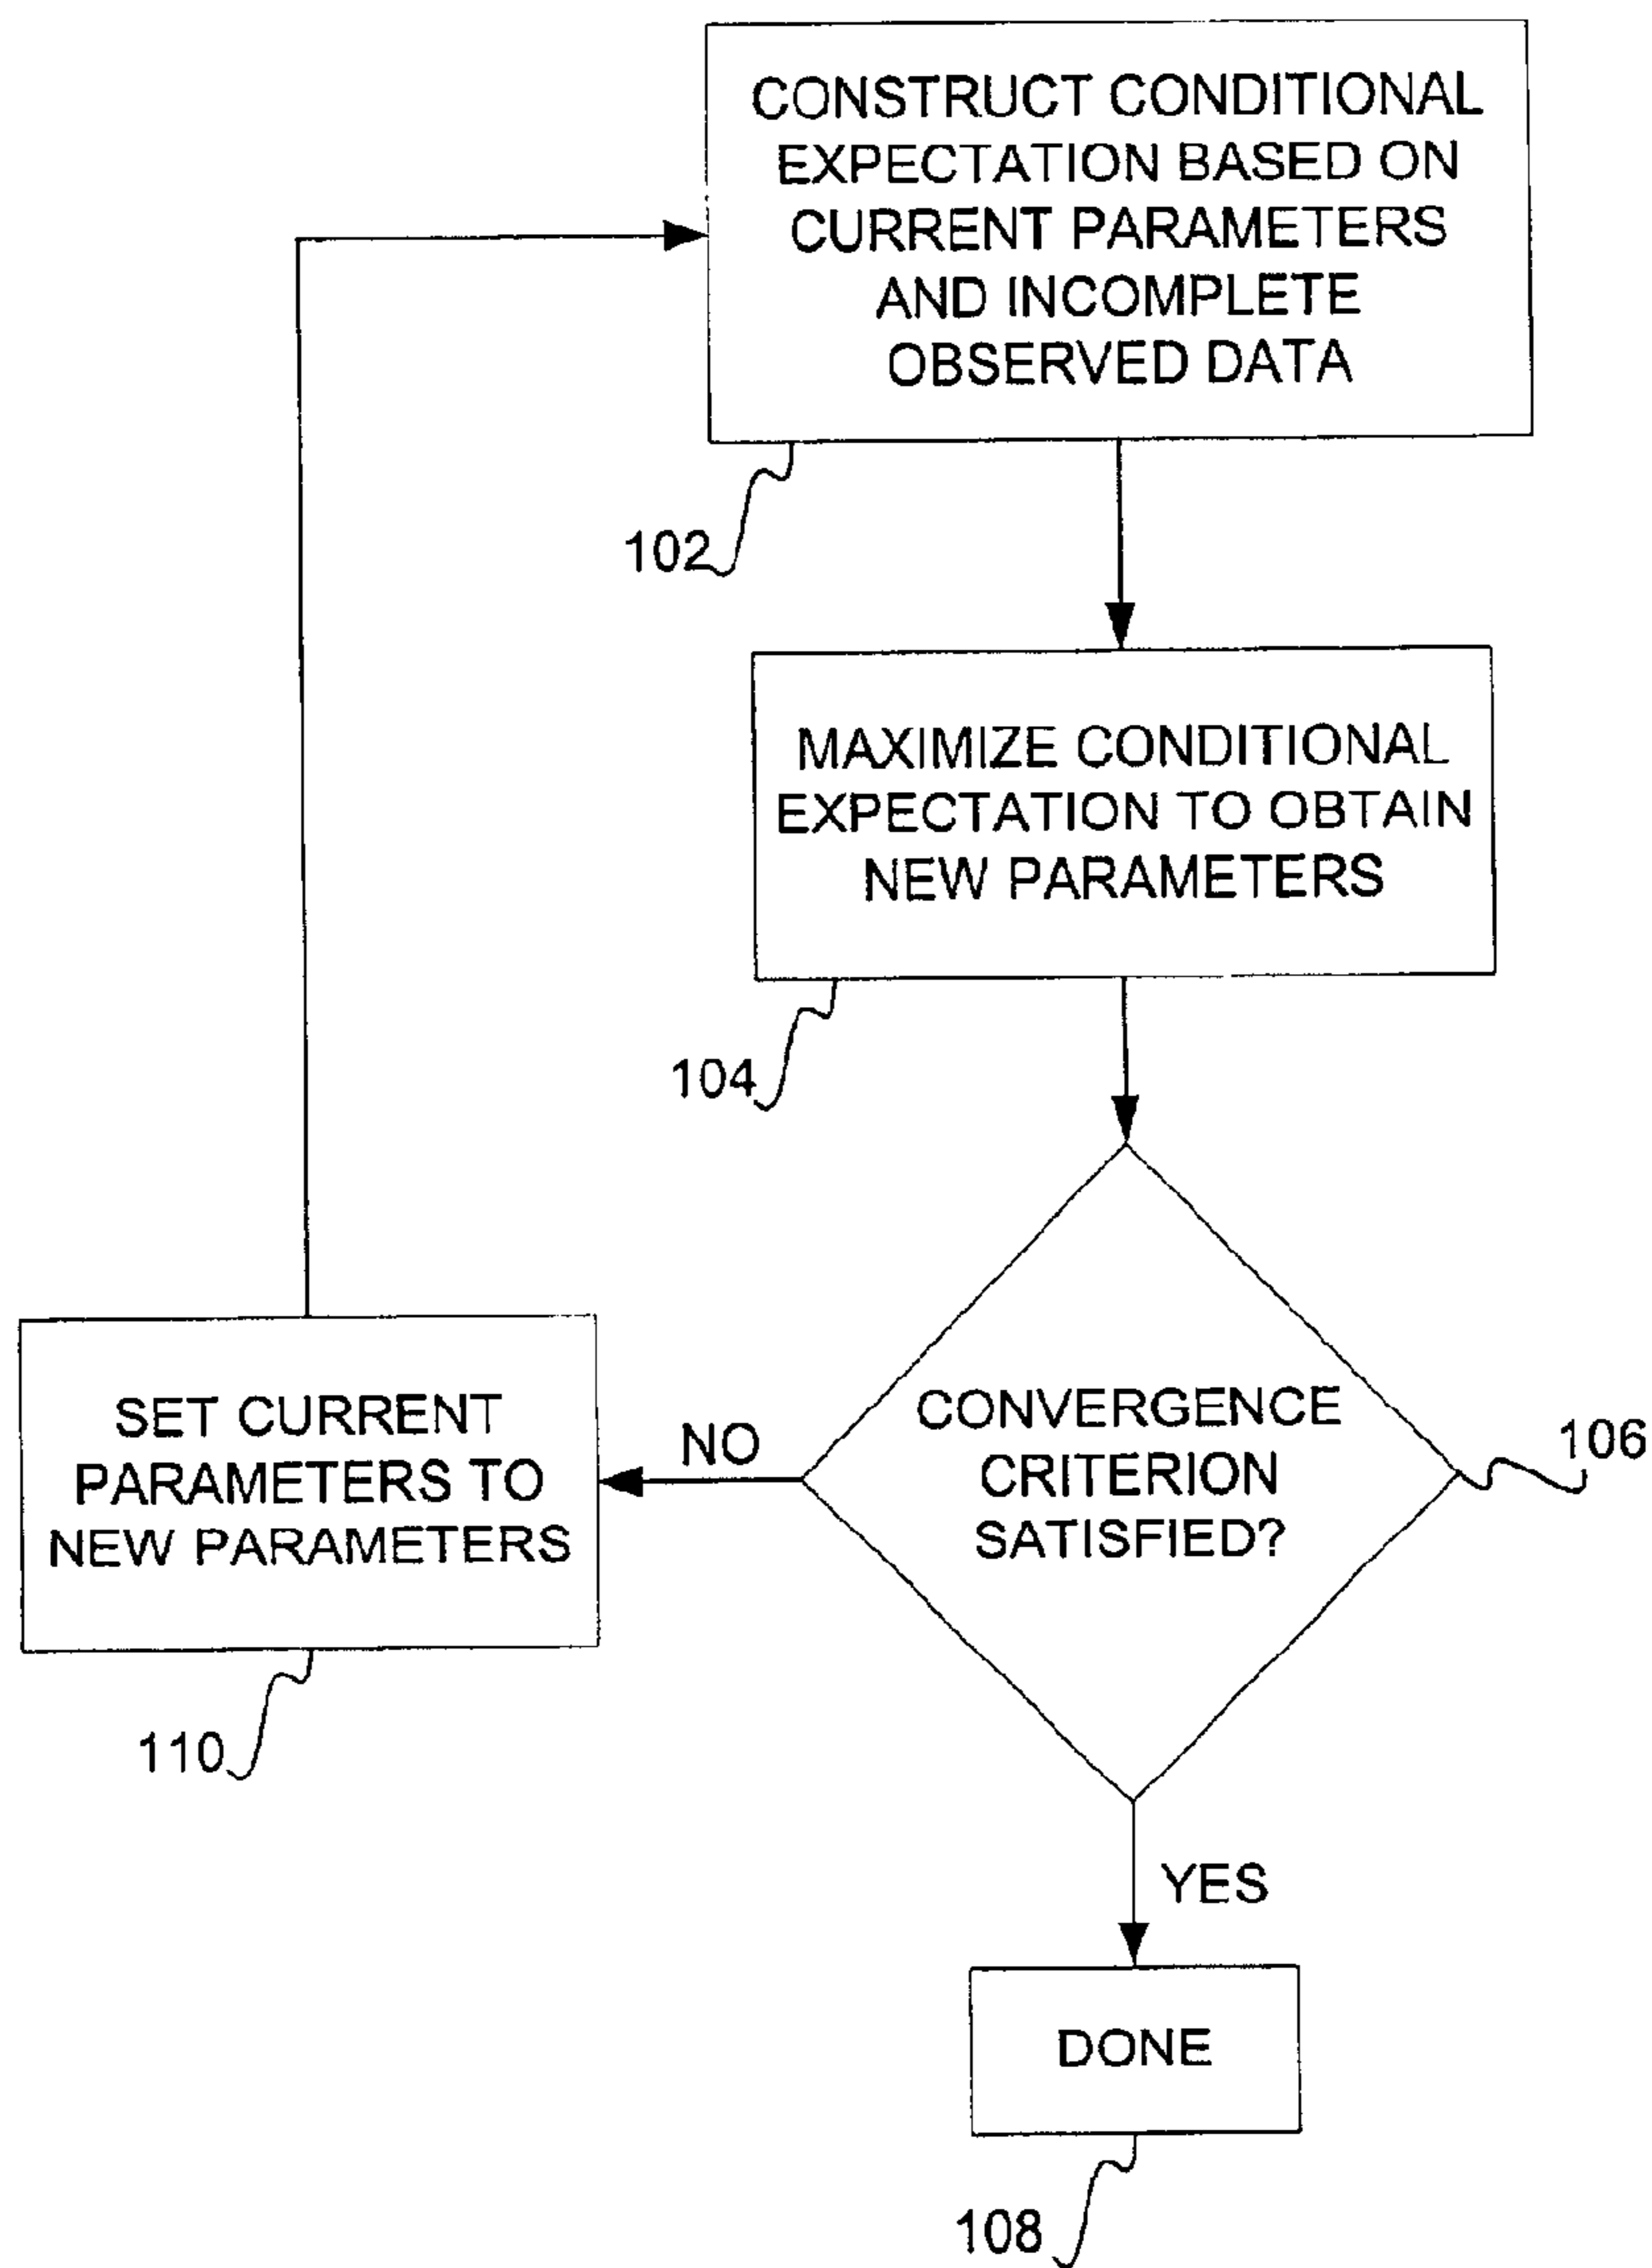 CONSTRUCT CONDITIONAL
EXPECTATION BASED ON
CURRENT PARAMETERS
AND INCOMPLETE
OBSERVED DATA
102
MAXIMIZE CONDITIONAL
EXPECTATION TO OBTAIN
NEW PARAMETERS
104
CONVERGENCE
CRITERION
SATISFIED?
106
NO
SET CURRENT
PARAMETERS TO
NEW PARAMETERS
110
YES
DONE
108